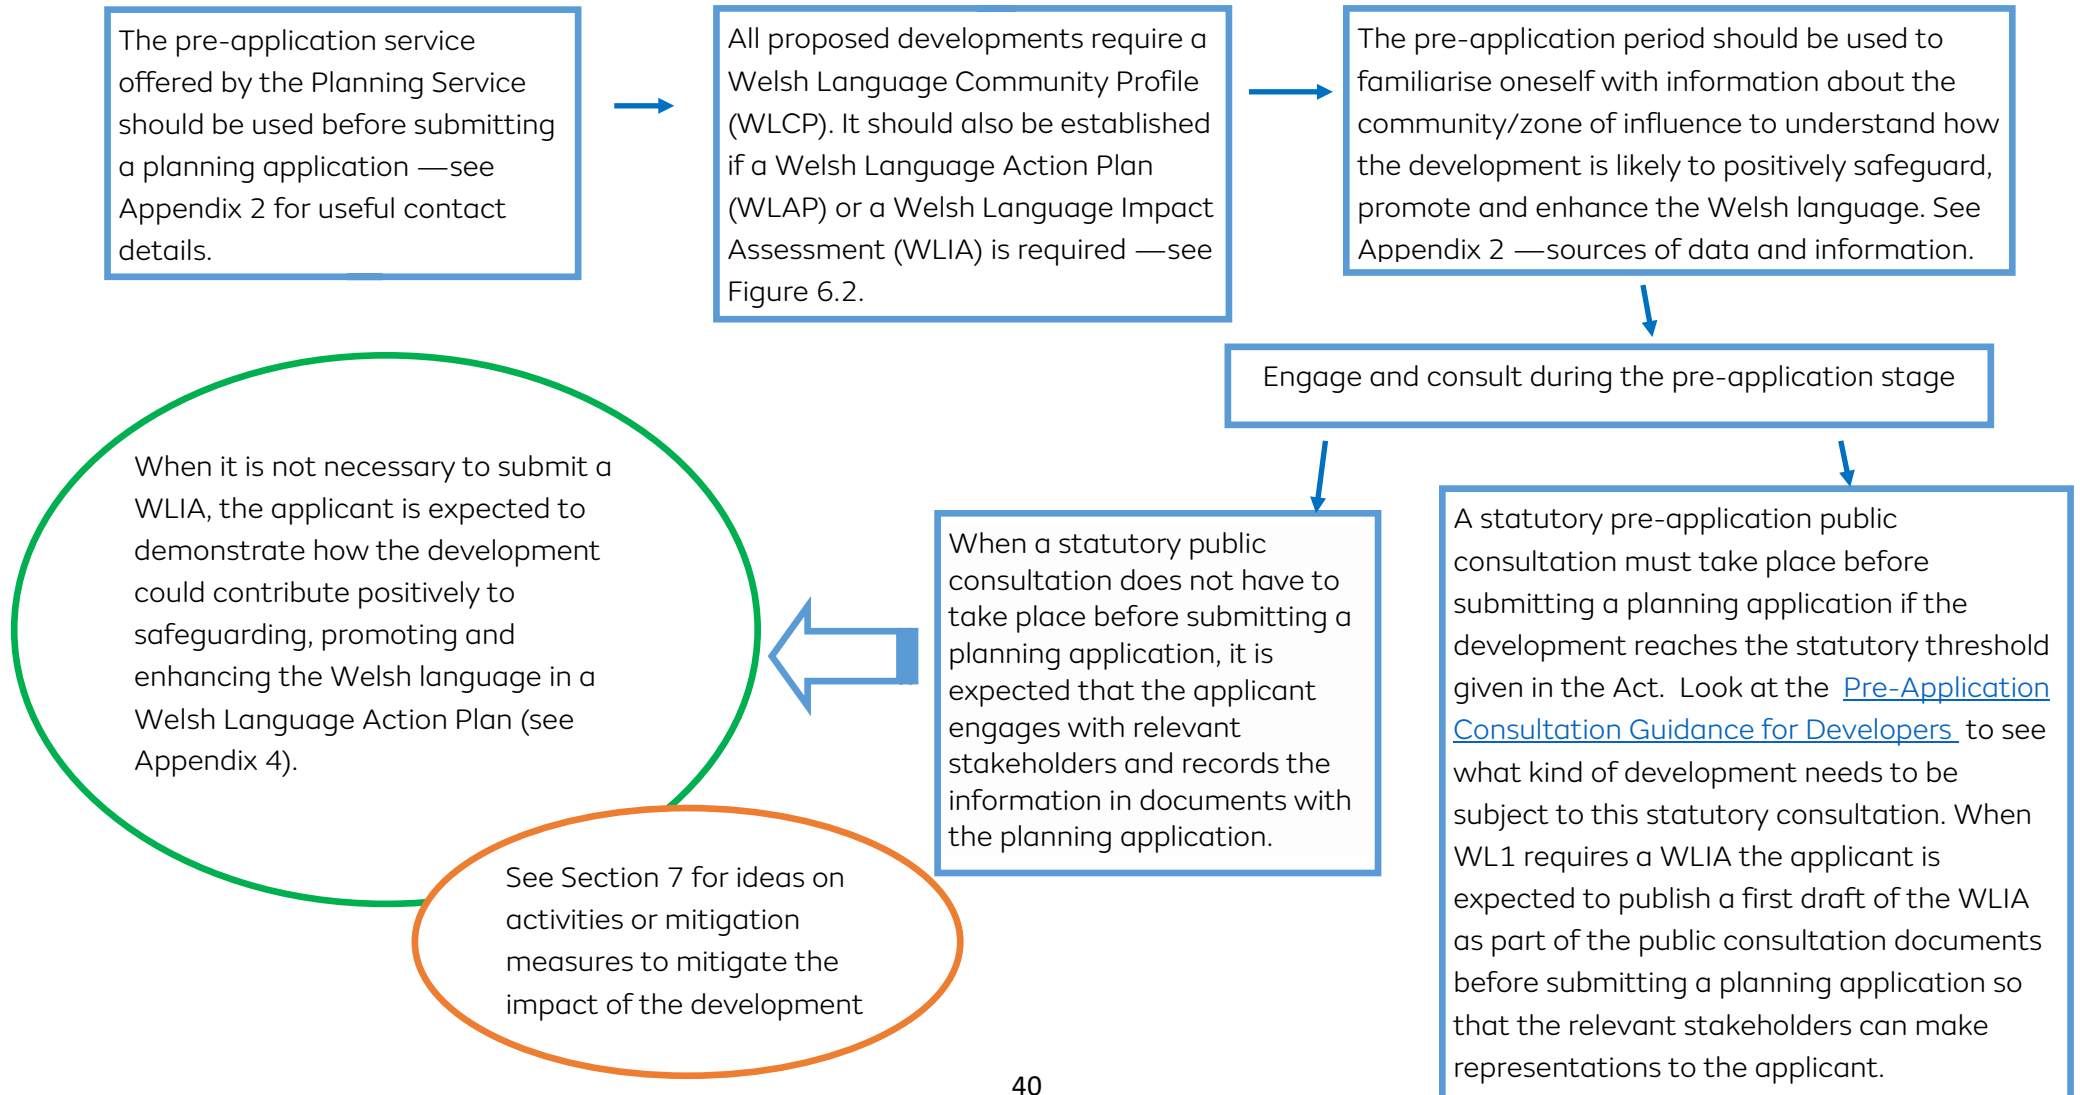 The pre-application service
offered by the Planning Service
should be used before submitting
a planning application —see
Appendix 2 for useful contact
details.
All proposed developments require a
Welsh Language Community Profile
(WLCP). It should also be established
if a Welsh Language Action Plan
(WLAP) or a Welsh Language Impact
Assessment (WLIA) is required —see
Figure 6.2.
The pre-application period should be used to
familiarise oneself with information about the
community/zone of influence to understand how
the development is likely to positively safeguard,
promote and enhance the Welsh language. See
Appendix 2 —sources of data and information.
Engage and consult during the pre-application stage
When it is not necessary to submit a
WLIA, the applicant is expected to
demonstrate how the development
could contribute positively to
safeguarding, promoting and
enhancing the Welsh language in a
Welsh Language Action Plan (see
Appendix 4).
When a statutory public
consultation does not have to
take place before submitting a
planning application, it is
expected that the applicant
engages with relevant
stakeholders and records the
information in documents with
the planning application.
A statutory pre-application public
consultation must take place before
submitting a planning application if the
development reaches the statutory threshold
given in the Act. Look at the Pre-Application
Consultation Guidance for Developers to see
what kind of development needs to be
subject to this statutory consultation. When
WL1 requires a WLIA the applicant is
expected to publish a first draft of the WLIA
as part of the public consultation documents
before submitting a planning application so
that the relevant stakeholders can make
representations to the applicant.
See Section 7 for ideas on
activities or mitigation
measures to mitigate the
impact of the development
40